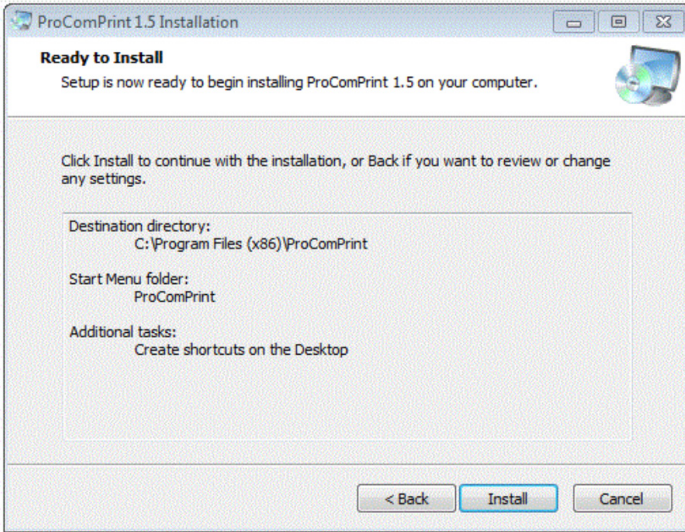 ProComPrint 1.5 Installation
Ready to Install
Setup is now ready to begin installing ProComPrint 1.5 on your computer.
Click Install to continue with the installation, or Back if you want to review or change
any settings.
Destination directory:
C:\Program Files (x86)\ProComPrint
Start Menu folder:
ProComPrint
Additional tasks:
Create shortcuts on the Desktop
< Back Install Cancel